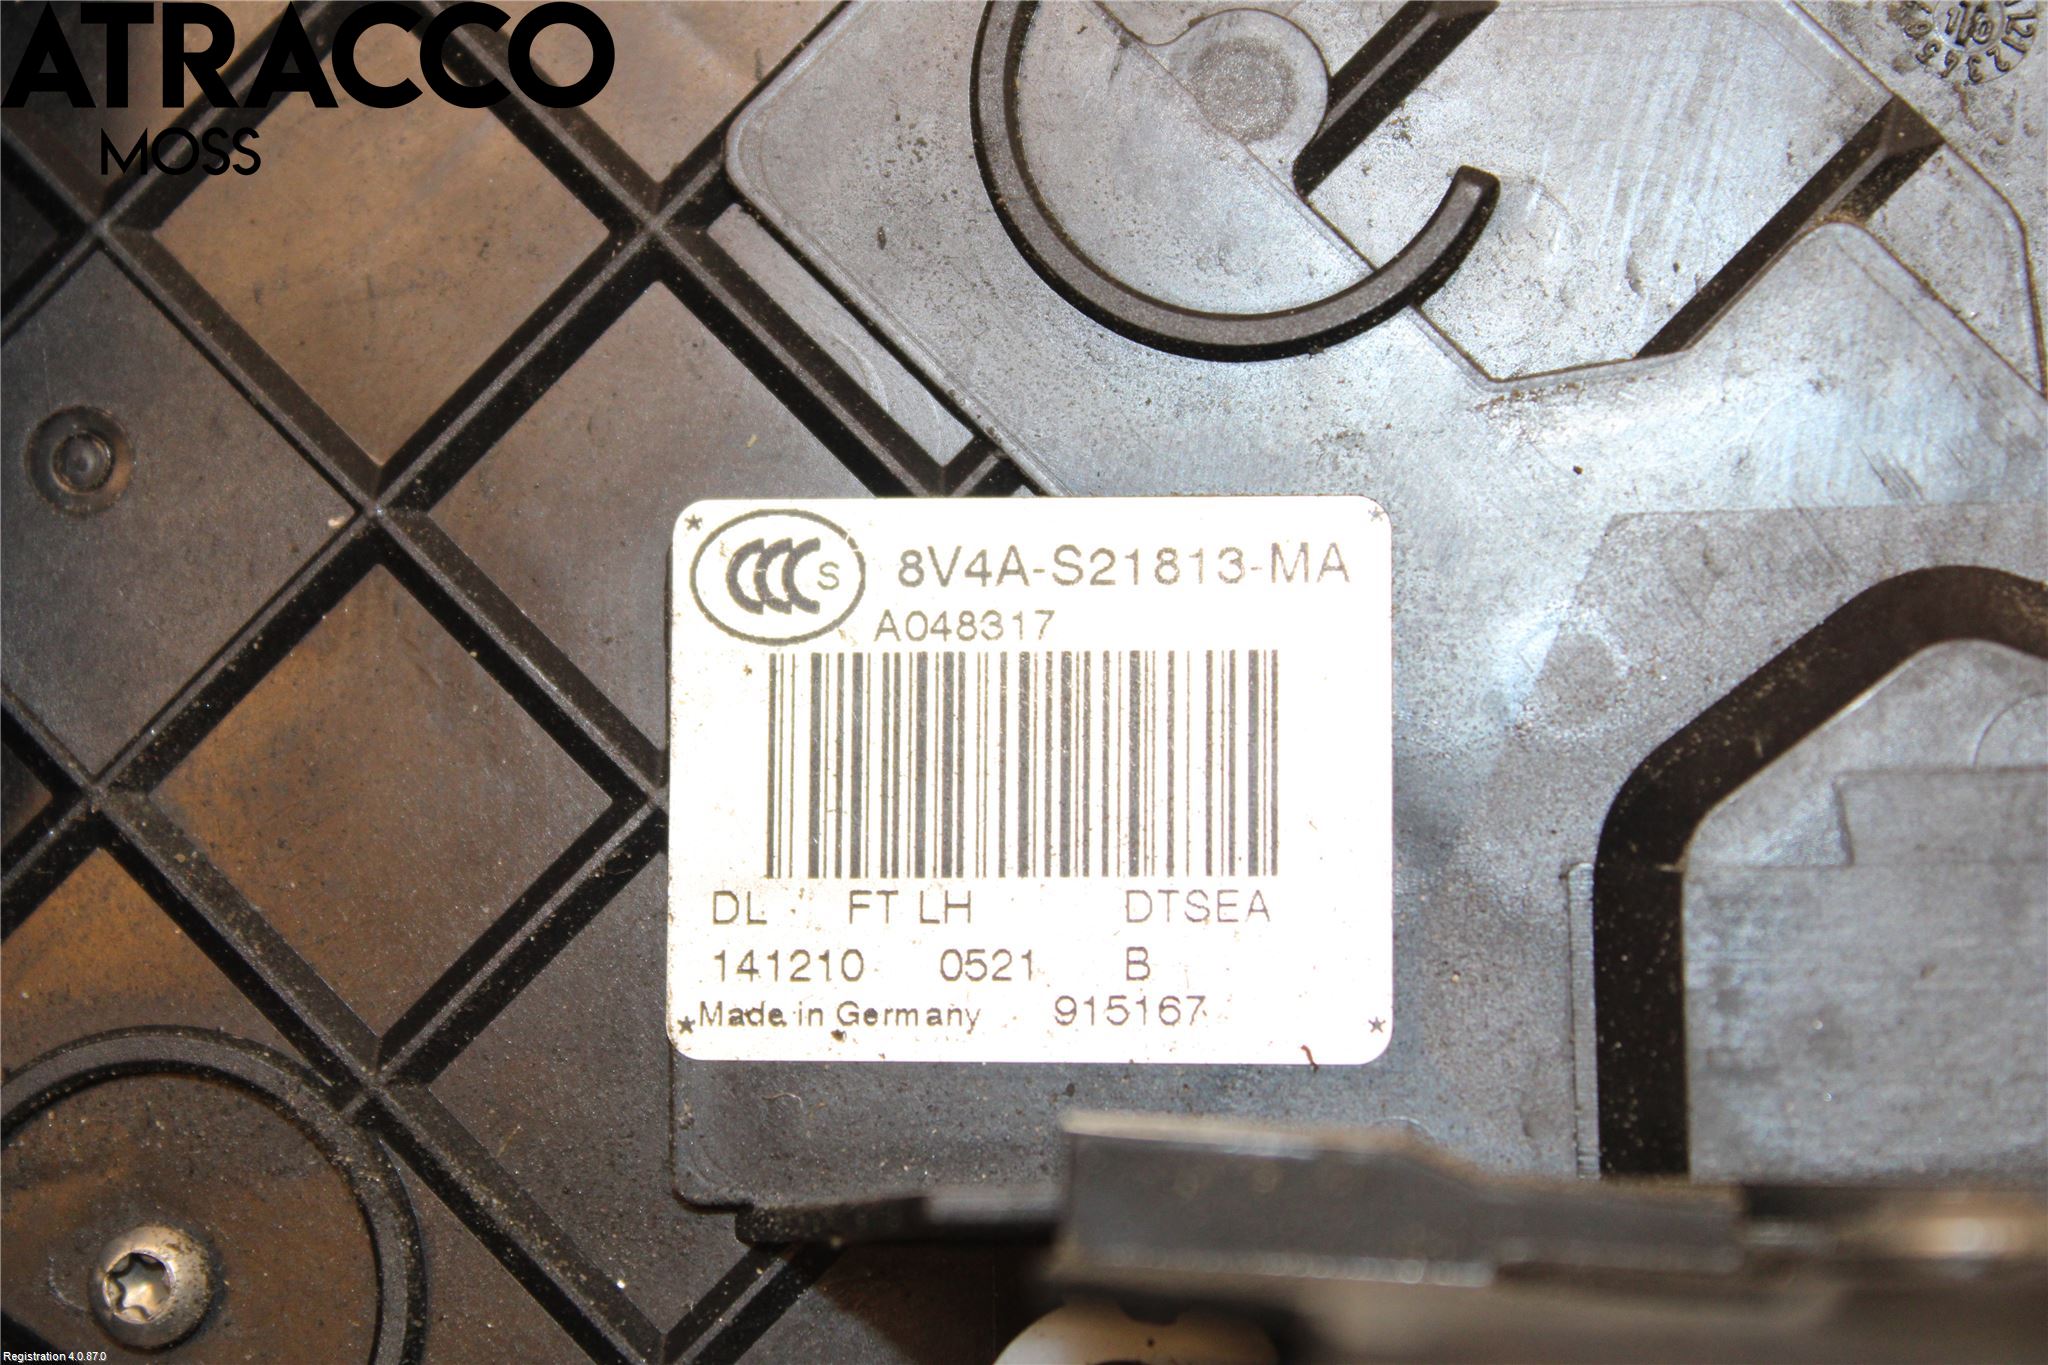 ATRACCO
MOSS
CCC S 8V4A-S21813-MA
A048317
DL FT LH DTSEA
141210 0521 B
Made in Germany 915167
Registration 4.0.87.0